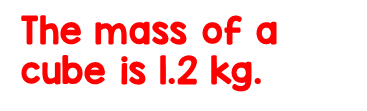 The mass of a
cube is 1.2 kg.